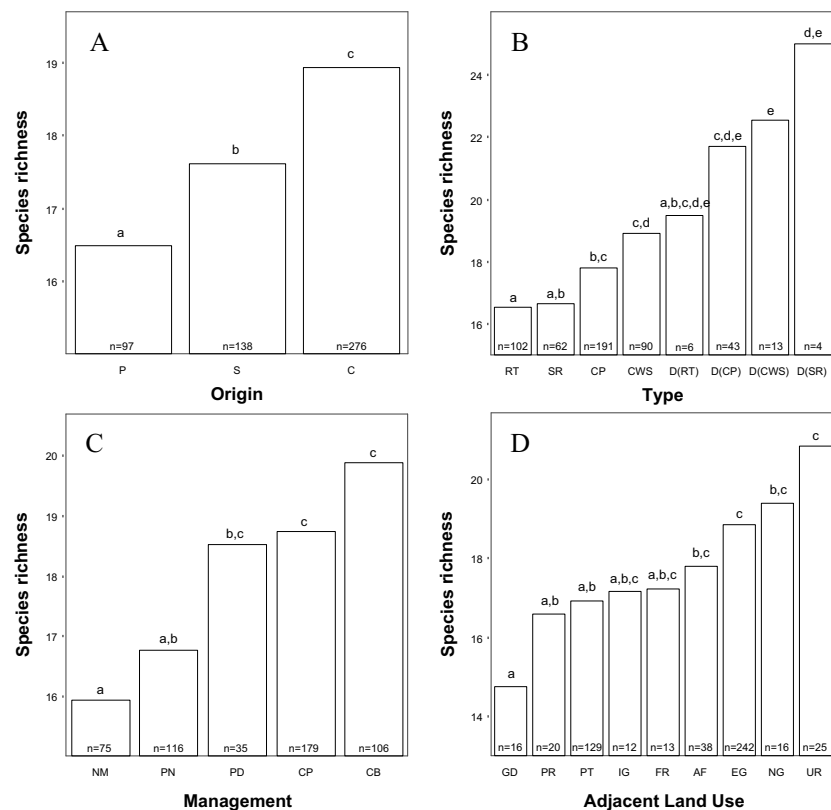 A
Species richness
19
18
17
16
a
b
c
n=97
n=138
n=276
P S C
Origin
B
Species richness
24
22
20
18
16
a
a,b
b,c
c,d
a,b,c,d,e
c,d,e
e
d,e
n=102 n=62 n=191 n=90 n=6 n=43 n=13 n=4
RT SR CP CWS D(RT) D(CP) D(CWS) D(SR)
Type
C
Species richness
20
19
18
17
16
a
a,b
b,c
c
c
n=75 n=116 n=35 n=179 n=106
NM PN PD CP CB
Management
D
Species richness
20
18
16
14
a
a,b
a,b
a,b,c
a,b,c
b,c
c
b,c
c
n=16 n=20 n=129 n=12 n=13 n=38 n=242 n=16 n=25
GD PR PT IG FR AF EG NG UR
Adjacent Land Use